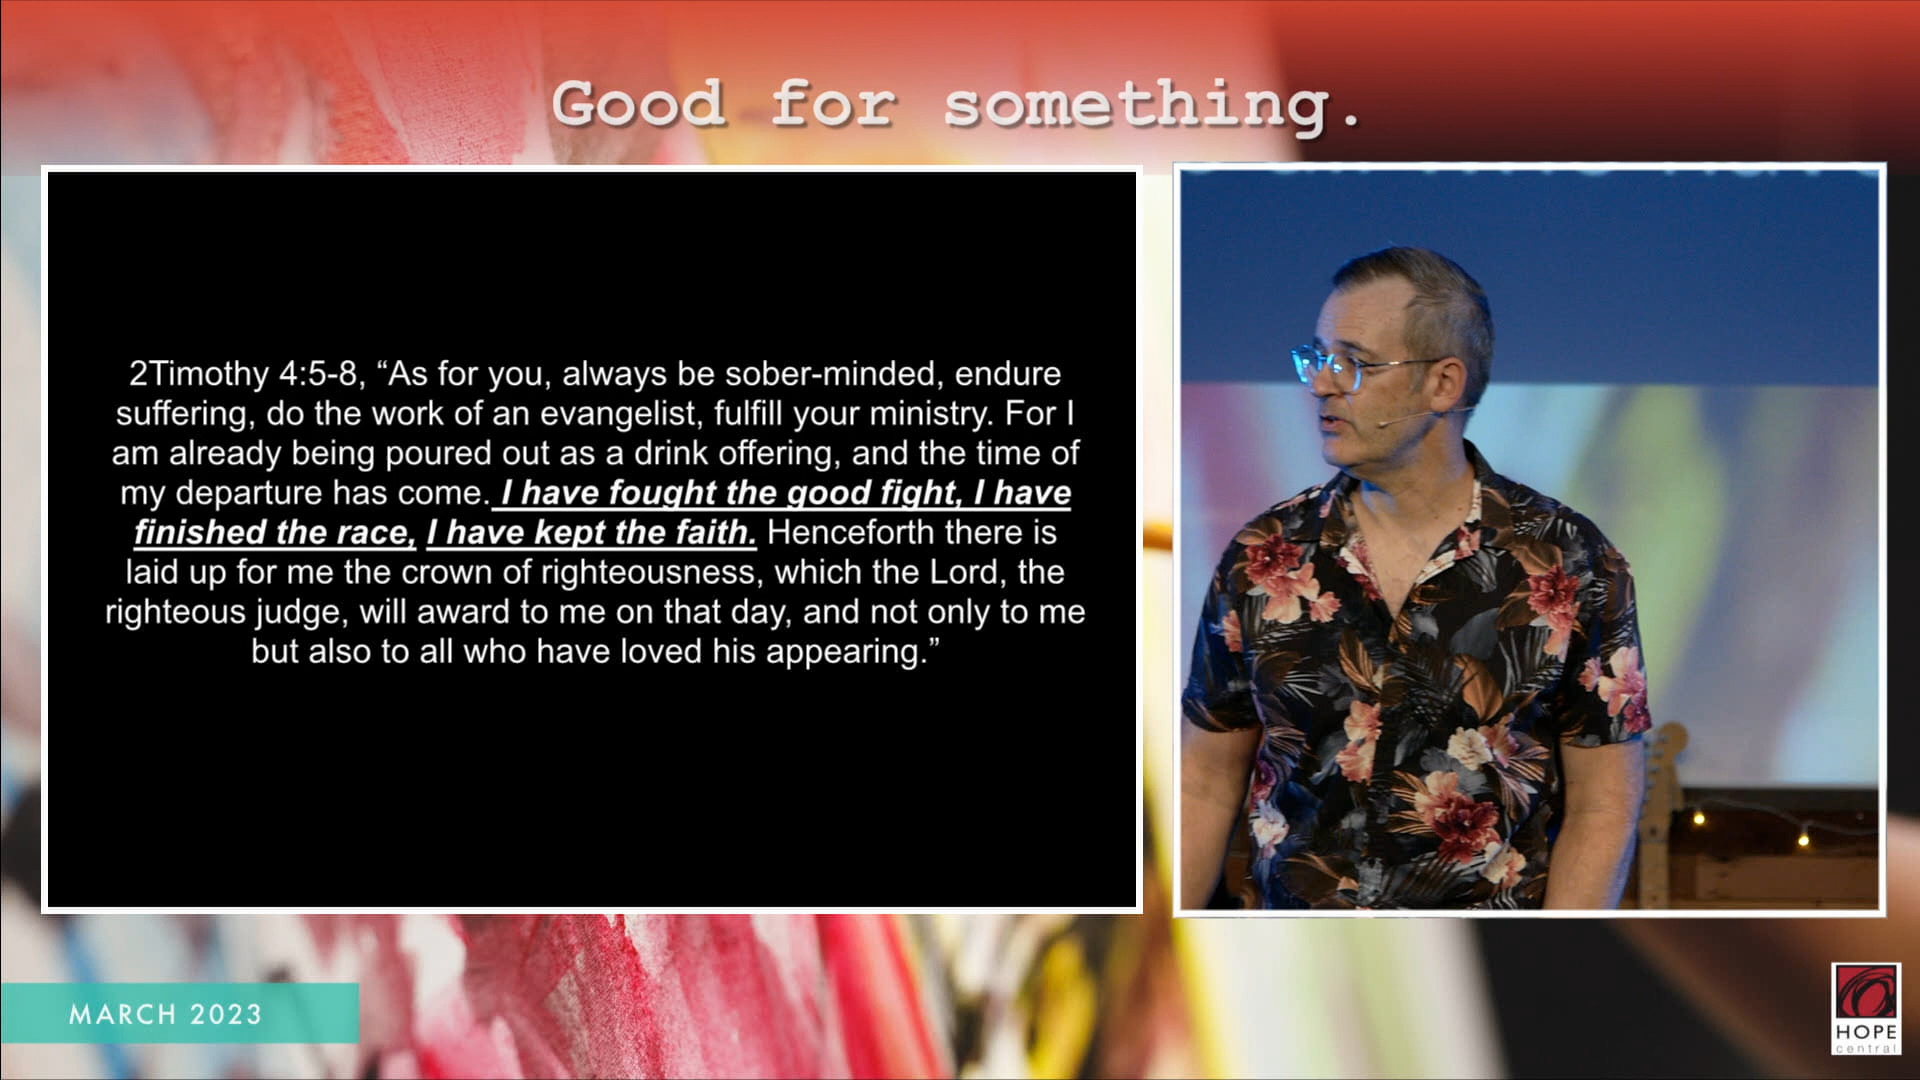 Good for something.
2Timothy 4:5-8, “As for you, always be sober-minded, endure
suffering, do the work of an evangelist, fulfill your ministry. For I
am already being poured out as a drink offering, and the time of
my departure has come. I have fought the good fight, I have
finished the race, I have kept the faith. Henceforth there is
laid up for me the crown of righteousness, which the Lord, the
righteous judge, will award to me on that day, and not only to me
but also to all who have loved his appearing.”
MARCH 2023
HOPE
central